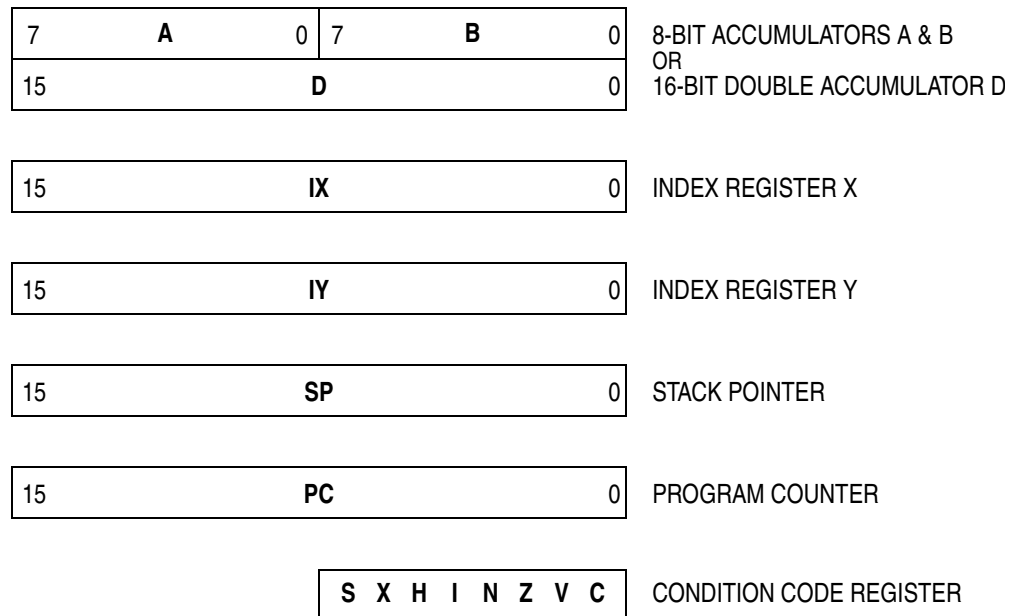 7 A 0 7 B 0 8-BIT ACCUMULATORS A & B
OR
15 D 0 16-BIT DOUBLE ACCUMULATOR D
15 IX 0 INDEX REGISTER X
15 IY 0 INDEX REGISTER Y
15 SP 0 STACK POINTER
15 PC 0 PROGRAM COUNTER
S X H I N Z V C CONDITION CODE REGISTER